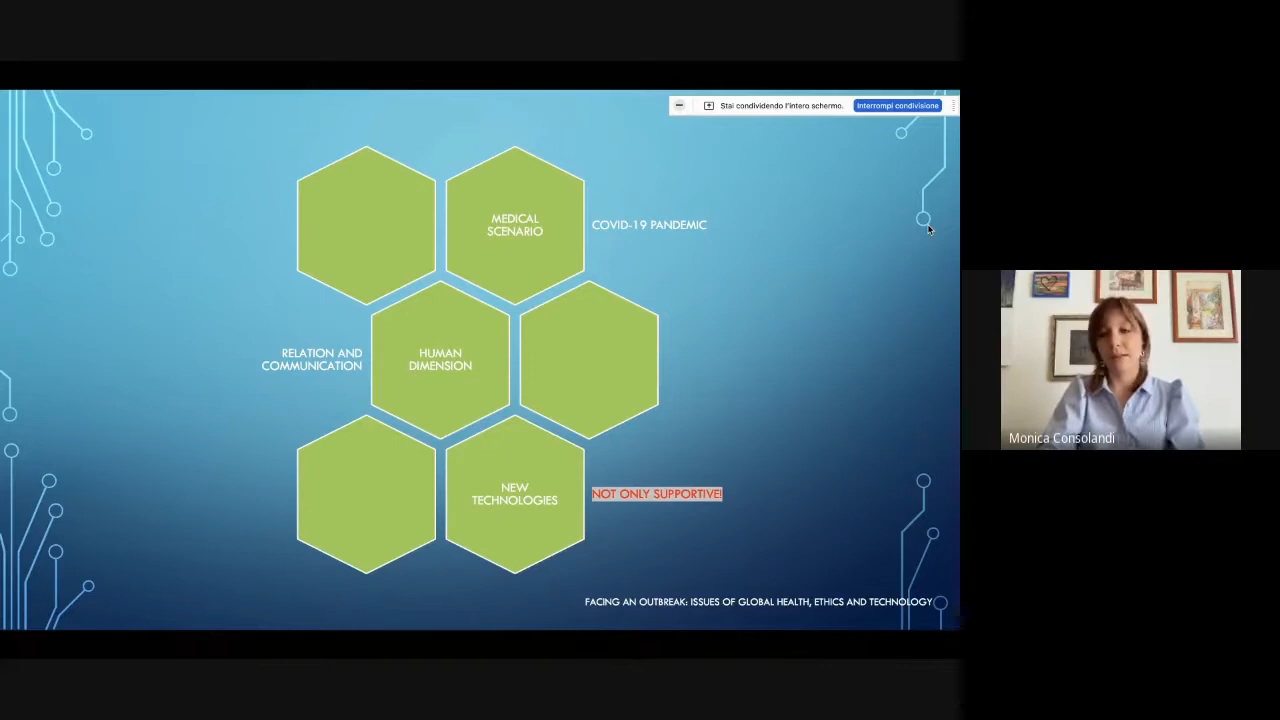 Stai condividendo l'intero schermo. Interrompi condivisione
MEDICAL
SCENARIO
COVID-19 PANDEMIC
RELATION AND
COMMUNICATION
HUMAN
DIMENSION
NEW
TECHNOLOGIES
NOT ONLY SUPPORTIVE!
FACING AN OUTBREAK: ISSUES OF GLOBAL HEALTH, ETHICS AND TECHNOLOGY
Monica Consolandi